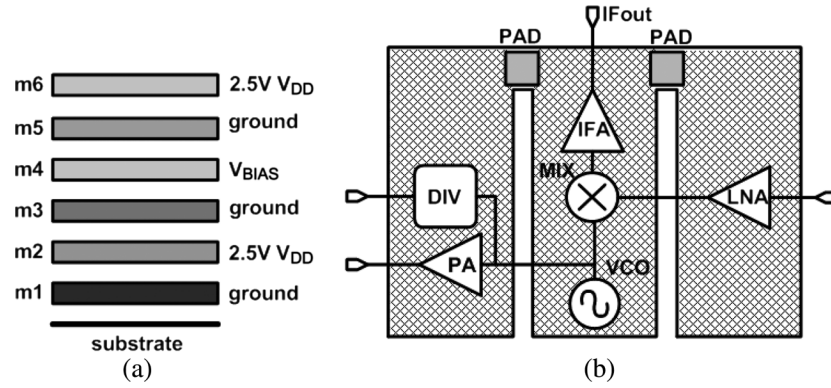 m6 2.5V VDD
m5 ground
m4 VBIAS
m3 ground
m2 2.5V VDD
m1 ground
substrate
(a)
IFout
PAD PAD
IFA
MIX
DIV
LNA
PA
VCO
(b)